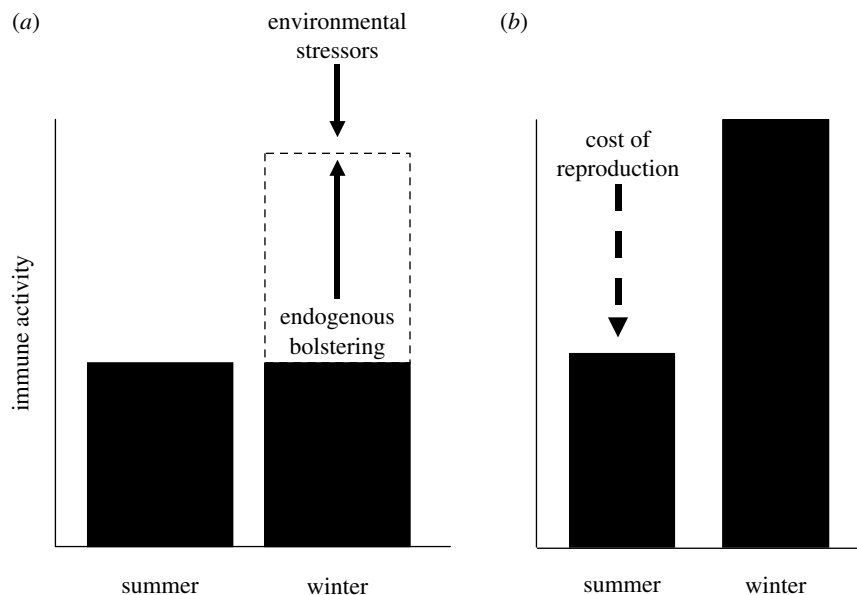 (a)
environmental
stressors
endogenous
bolstering
immune activity
summer
winter
(b)
cost of
reproduction
summer
winter